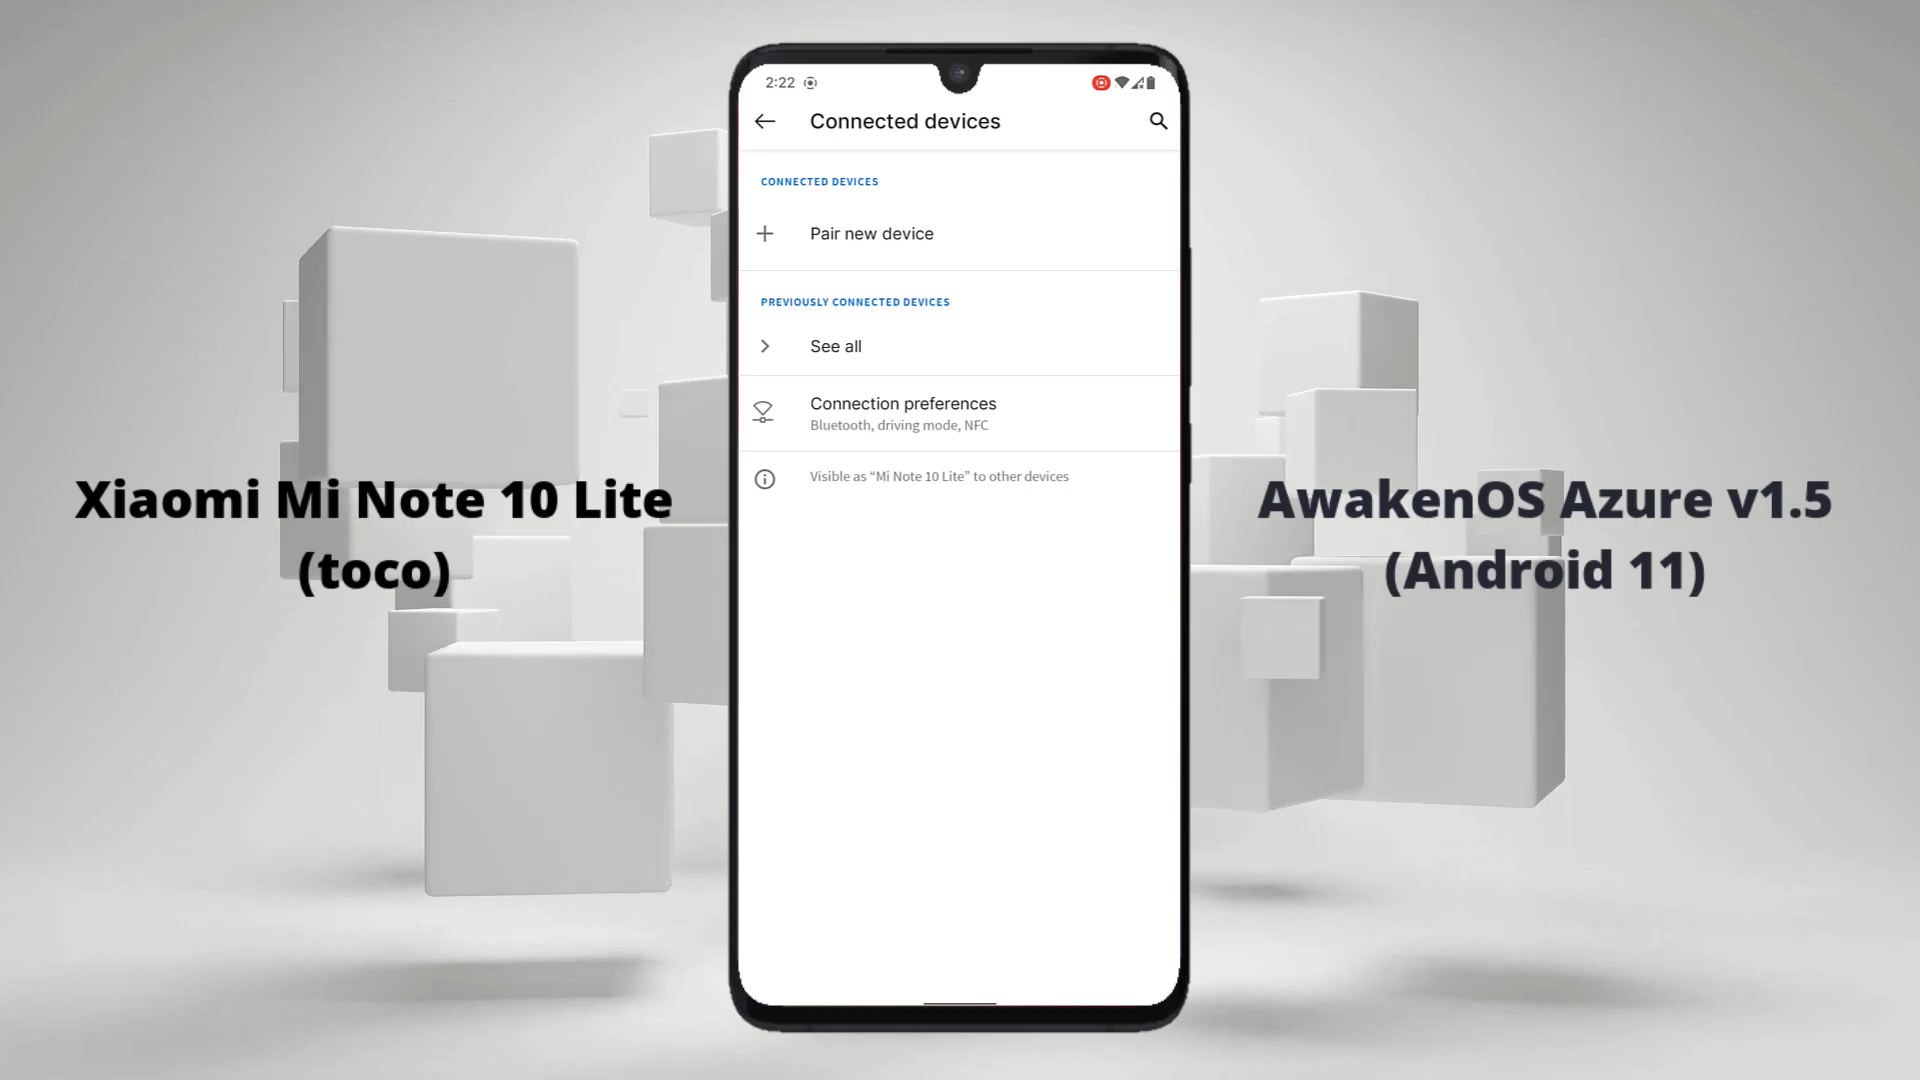 2:22
Connected devices
CONNECTED DEVICES
Pair new device
PREVIOUSLY CONNECTED DEVICES
See all
Connection preferences
Bluetooth, driving mode, NFC
Visible as “Mi Note 10 Lite” to other devices
Xiaomi Mi Note 10 Lite
(toco)
AwakenOS Azure v1.5
(Android 11)